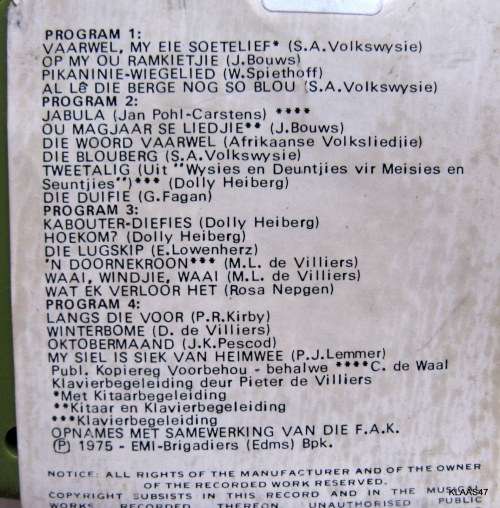 PROGRAM 1:
VAARWEL, MY EIE SOETELIEF* (S.A.Volkswysie)
OP MY OU RAMKIETJIE (J.Bouws)
PIKANINIE-WIEGELIED (W.Spiethoff)
AL LÊ DIE BERGE NOG SO BLOU (S.A.Volkswysie)
PROGRAM 2:
JABULA (Jan Pohl-Carstens) ****
OU MAGJAAR SE LIEDJIE** (J.Bouws)
DIE WOORD VAARWEL (Afrikaanse Volksliedjie)
DIE BLOUBERG (S.A.Volkswysie)
TWEETALIG (Uit "Wysies en Deuntjies vir Meisies en
Seuntjies")*** (Dolly Heiberg)
DIE DUIFIE (G.Fagan)
PROGRAM 3:
KABOUTER-DIEFIES (Dolly Heiberg)
HOEKOM? (Dolly Heiberg)
DIE LUGSKIP (E.Lowenherz)
'N DOORNEKROON*** (M.L. de Villiers)
WAAI, WINDJIE, WAAI (M.L. de Villiers)
WAT EK VERLOOR HET (Rosa Nepgen)
PROGRAM 4:
LANGS DIE VOOR (P.R.Kirby)
WINTERBOME (D. de Villiers)
OKTOBERMAAND (J.K.Pescod)
MY SIEL IS SIEK VAN HEIMWEE (P.J.Lemmer)
Publ. Kopiereg Voorbehou - behalwe ****C. de Waal
Klavierbegeleiding deur Pieter de Villiers
*Met Kitaarbegeleiding
**Kitaar en Klavierbegeleiding
***Klavierbegeleiding
OPNAMES MET SAMEWERKING VAN DIE F.A.K.
Ⓟ 1975 - EMI-Brigadiers (Edms) Bpk.
NOTICE: ALL RIGHTS OF THE MANUFACTURER AND OF THE OWNER
OF THE RECORDED WORK RESERVED.
COPYRIGHT SUBSISTS IN THIS RECORD AND IN THE MUSICAL
WORKS RECORDED THEREON. UNAUTHORISED PUBLIC
KLAAS47